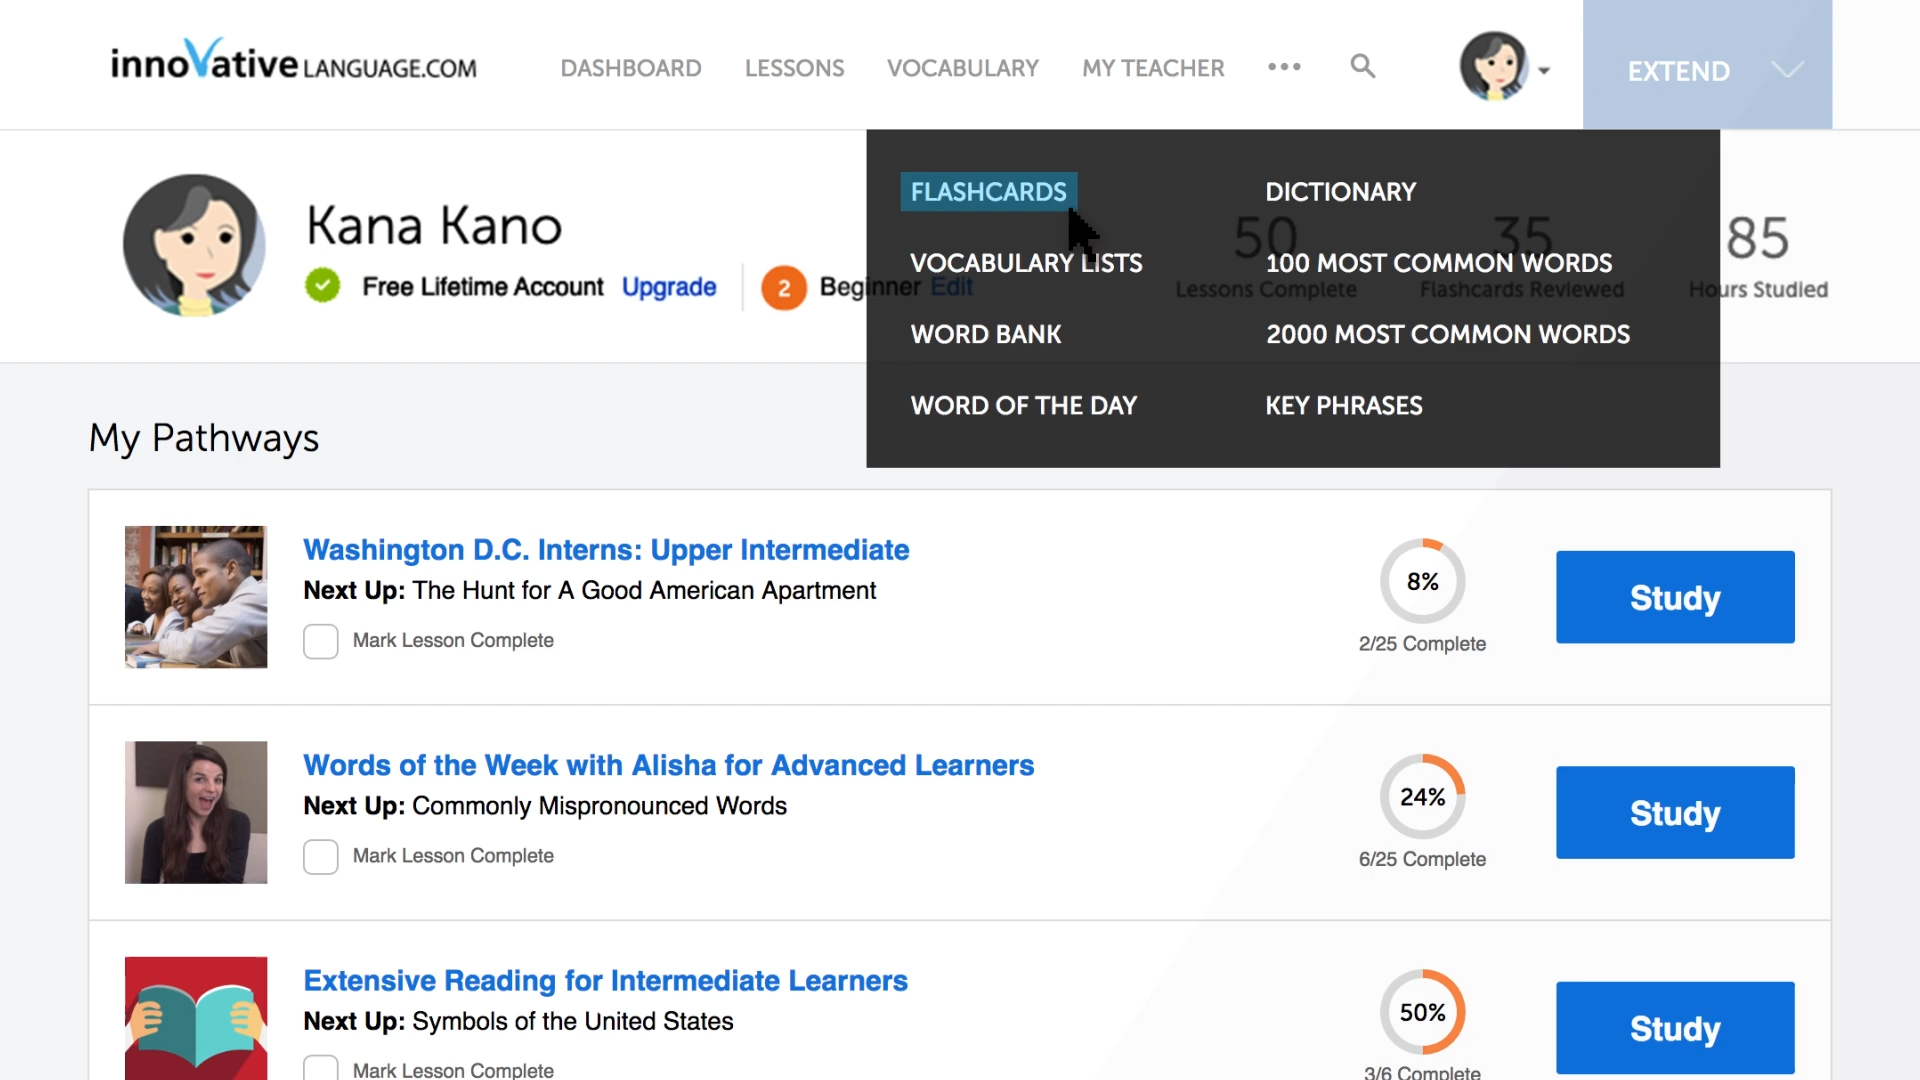 innovative LANGUAGE.COM
DASHBOARD
LESSONS
VOCABULARY
MY TEACHER
EXTEND
Kana Kano
Free Lifetime Account Upgrade
2 Beginner Edit
50
Lessons Complete
35
Flashcards Reviewed
85
Hours Studied
FLASHCARDS
DICTIONARY
VOCABULARY LISTS
100 MOST COMMON WORDS
WORD BANK
2000 MOST COMMON WORDS
WORD OF THE DAY
KEY PHRASES
My Pathways
Washington D.C. Interns: Upper Intermediate
Next Up: The Hunt for A Good American Apartment
Mark Lesson Complete
8%
2/25 Complete
Study
Words of the Week with Alisha for Advanced Learners
Next Up: Commonly Mispronounced Words
Mark Lesson Complete
24%
6/25 Complete
Study
Extensive Reading for Intermediate Learners
Next Up: Symbols of the United States
Mark Lesson Complete
50%
3/6 Complete
Study